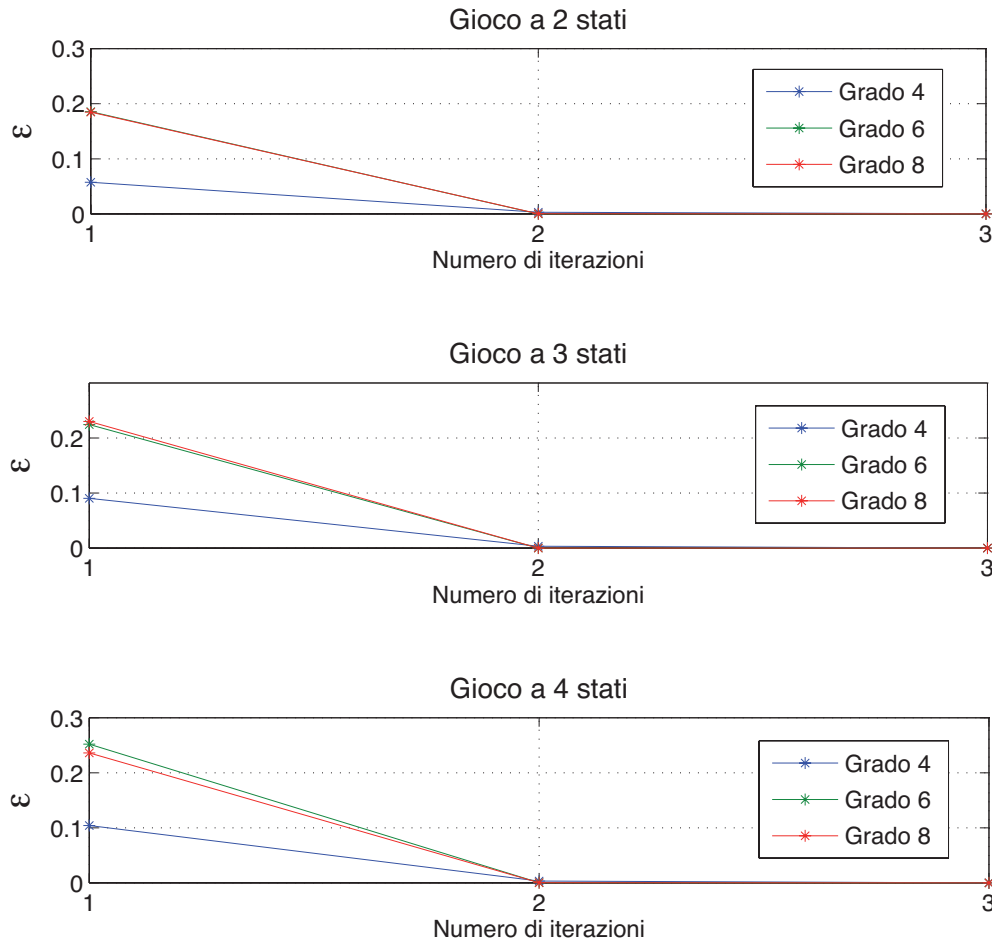 Gioco a 2 stati
0.3
0.2
0.1
0
ε
Grado 4
Grado 6
Grado 8
1
2
3
Numero di iterazioni
Gioco a 3 stati
0.2
0.1
0
ε
Grado 4
Grado 6
Grado 8
1
2
3
Numero di iterazioni
Gioco a 4 stati
0.3
0.2
0.1
0
ε
Grado 4
Grado 6
Grado 8
1
2
3
Numero di iterazioni